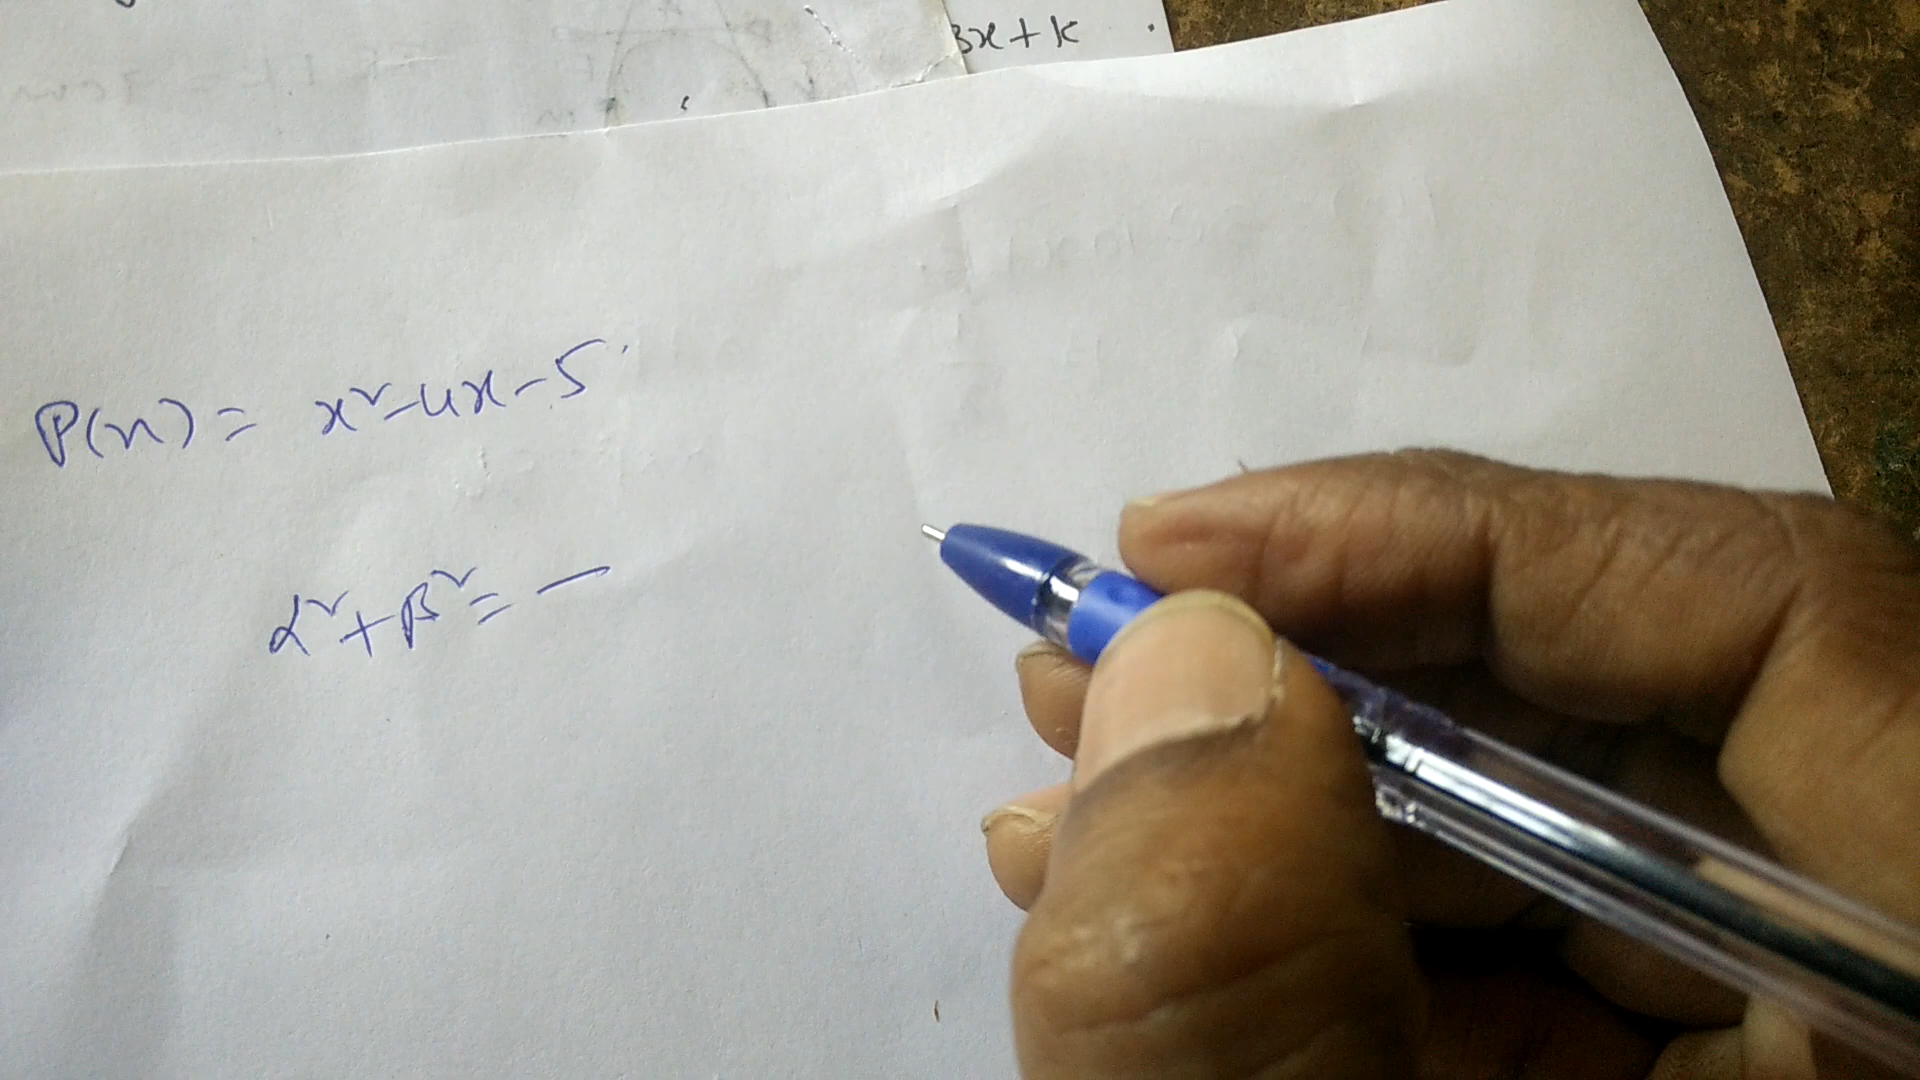 3x+k
P(x) = x²-4x-5
α²+β² = —